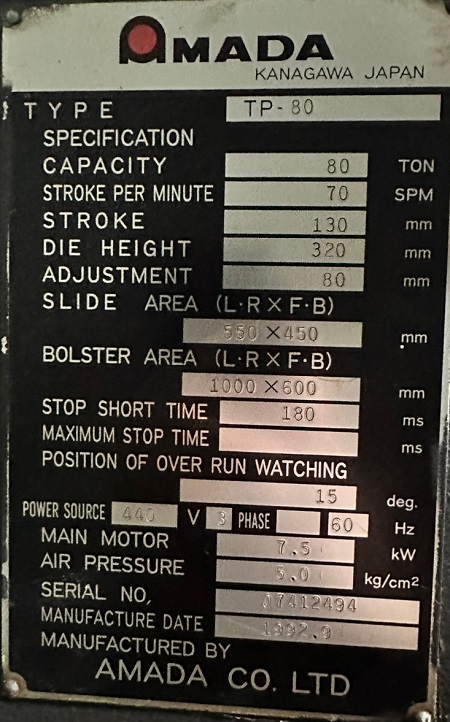 AMADA
KANAGAWA JAPAN
TYPE TP-80
SPECIFICATION
CAPACITY 80 TON
STROKE PER MINUTE 70 SPM
STROKE 130 mm
DIE HEIGHT 320 mm
ADJUSTMENT 80 mm
SLIDE AREA (L·R X F·B)
550 X 450 mm
BOLSTER AREA (L·R X F·B)
1000 X 600 mm
STOP SHORT TIME 180 ms
MAXIMUM STOP TIME ms
POSITION OF OVER RUN WATCHING
15 deg.
POWER SOURCE 440 V 3 PHASE 60 Hz
MAIN MOTOR 7.5 kW
AIR PRESSURE 5.0 kg/cm²
SERIAL NO,
MANUFACTURE DATE 1992.9
MANUFACTURED BY
AMADA CO. LTD